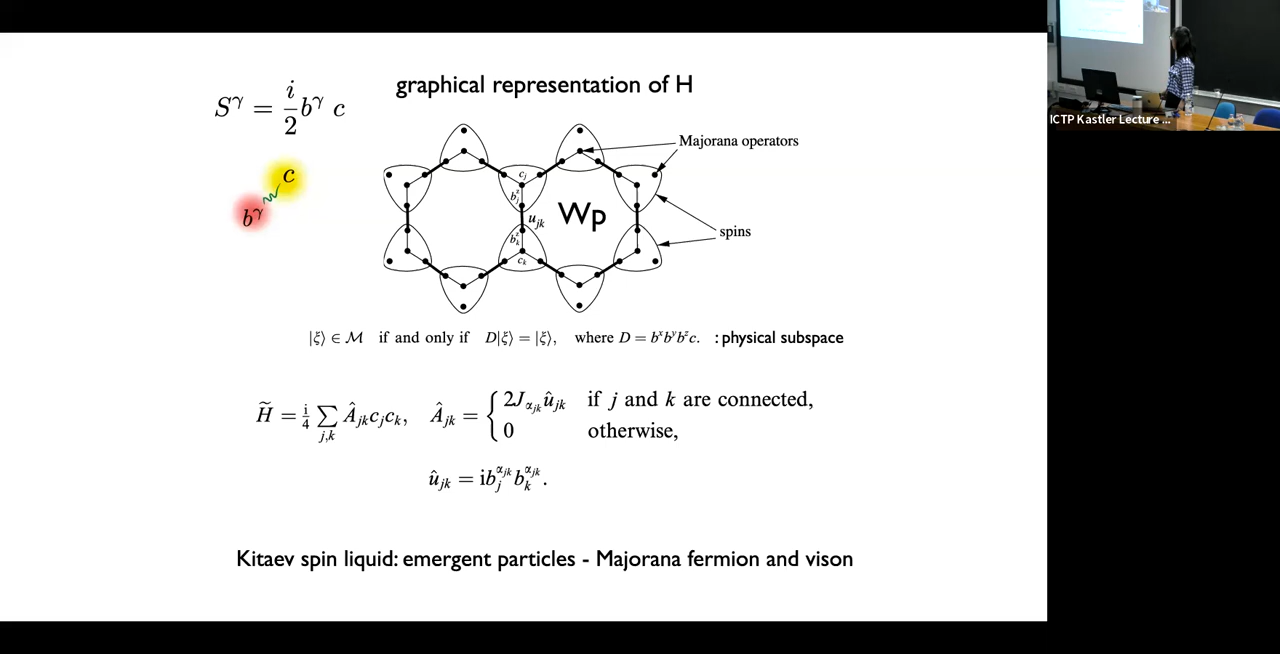 graphical representation of H
S^γ = i/2 b^γ c
Majorana operators
ICTP Kastler Lecture ...
c
b^γ
c_j
b_j^z
u_jk
Wp
b_k^z
c_k
spins
|ξ⟩ ∈ M if and only if D|ξ⟩ = |ξ⟩, where D = b^x b^y b^z c. : physical subspace
H̃ = i/4 ∑_{j,k} Â_jk c_j c_k, Â_jk = { 2J_{α_jk} û_jk if j and k are connected,
0 otherwise,
û_jk = i b_j^{α_jk} b_k^{α_jk}.
Kitaev spin liquid: emergent particles - Majorana fermion and vison